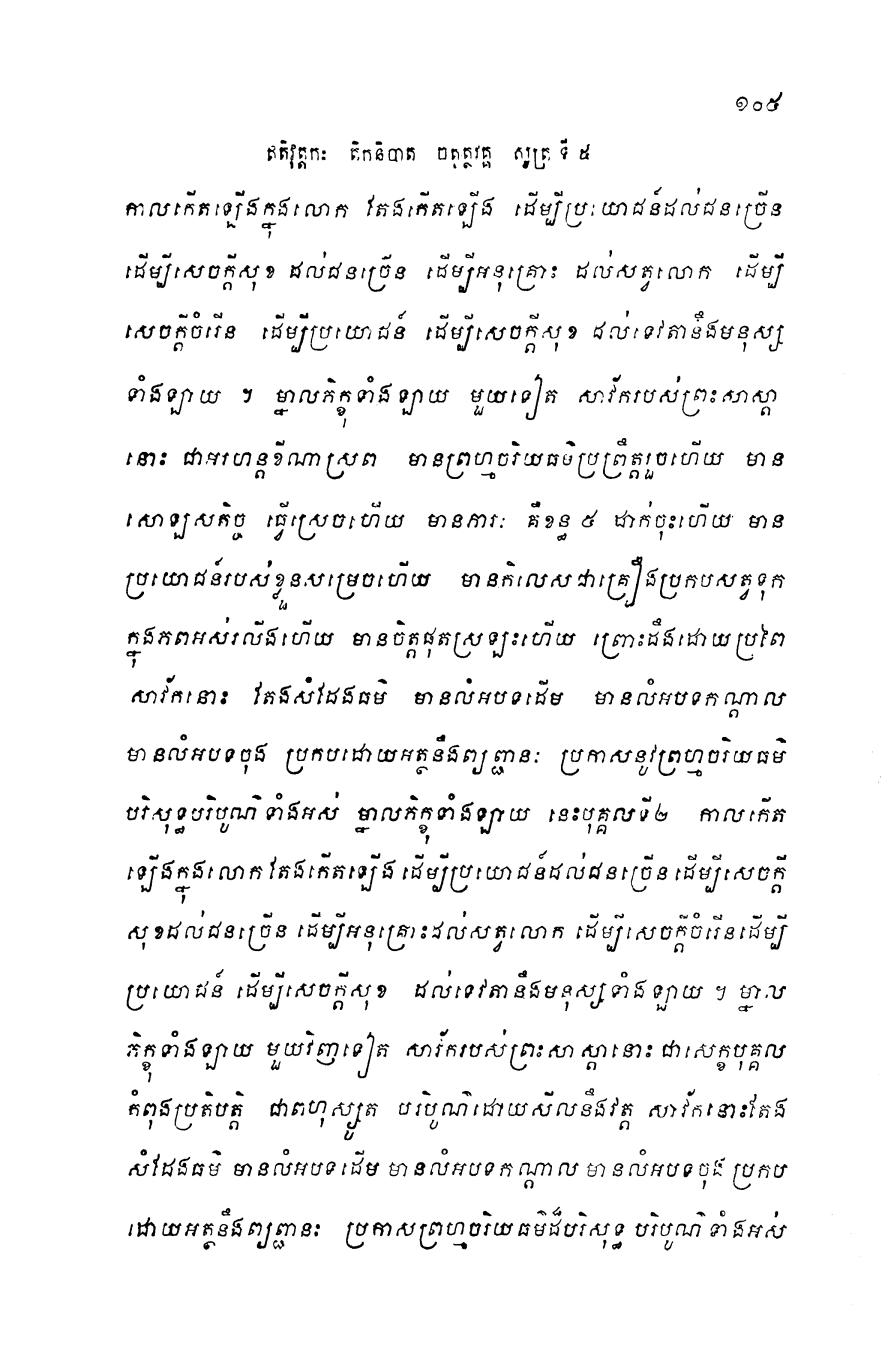 ១០៥
ឥតិវុត្តកៈ តិកនិបាត ចតុត្ថវគ្គ សូត្រ ទី ៥
កាលកើតឡើងក្នុងលោក តែងកើតឡើង ដើម្បីប្រយោជន៍ដល់ជនច្រើន
ដើម្បីសេចក្តីសុខ ដល់ជនច្រើន ដើម្បីអនុគ្រោះ ដល់សត្វលោក ដើម្បី
សេចក្តីចំរើន ដើម្បីប្រយោជន៍ ដើម្បីសេចក្តីសុខ ដល់ទេវតានឹងមនុស្ស
ទាំងឡាយ ។ ម្នាលភិក្ខុទាំងឡាយ មួយទៀត សាវ័ករបស់ព្រះសាស្តា
នោះ ជាអរហន្តខីណាស្រព មានព្រហ្មចរិយធម៌ប្រព្រឹត្តរួចហើយ មាន
សោឡសកិច្ច ធ្វើស្រេចហើយ មានភារៈ គឺខន្ធ ៥ ដាក់ចុះហើយ មាន
ប្រយោជន៍របស់ខ្លួនសម្រេចហើយ មានកិលេសជាគ្រឿងប្រកបសត្វទុក
ក្នុងភពអស់រលីងហើយ មានចិត្តផុតស្រឡះហើយ ព្រោះដឹងដោយប្រពៃ
សាវ័កនោះ តែងសំដែងធម៌ មានលំអបទដើម មានលំអបទកណ្តាល
មានលំអបទចុង ប្រកបដោយអត្ថនឹងព្យញ្ជនៈ ប្រកាសនូវព្រហ្មចរិយធម៌
បរិសុទ្ធបរិបូណ៌ ទាំងអស់ ម្នាលភិក្ខុទាំងឡាយ នេះបុគ្គលទី២ កាលកើត
ឡើងក្នុងលោក តែងកើតឡើង ដើម្បីប្រយោជន៍ដល់ជនច្រើន ដើម្បីសេចក្តី
សុខដល់ជនច្រើន ដើម្បីអនុគ្រោះដល់សត្វលោក ដើម្បីសេចក្តីចំរើនដើម្បី
ប្រយោជន៍ ដើម្បីសេចក្តីសុខ ដល់ទេវតានឹងមនុស្សទាំងឡាយ ។ ម្នាល
ភិក្ខុទាំងឡាយ មួយវិញទៀត សាវ័ករបស់ព្រះសាស្តានោះ ជាសេក្ខបុគ្គល
កំពុងប្រតិបត្តិ ជាពហុស្សូត បរិបូណ៌ដោយសីលនឹងវត្ត សាវ័កនោះតែង
សំដែងធម៌ មានលំអបទដើម មានលំអបទកណ្តាល មានលំអបទចុង ប្រកប
ដោយអត្ថនឹងព្យញ្ជនៈ ប្រកាសព្រហ្មចរិយធម៌ដ៏បរិសុទ្ធ បរិបូណ៌ ទាំងអស់